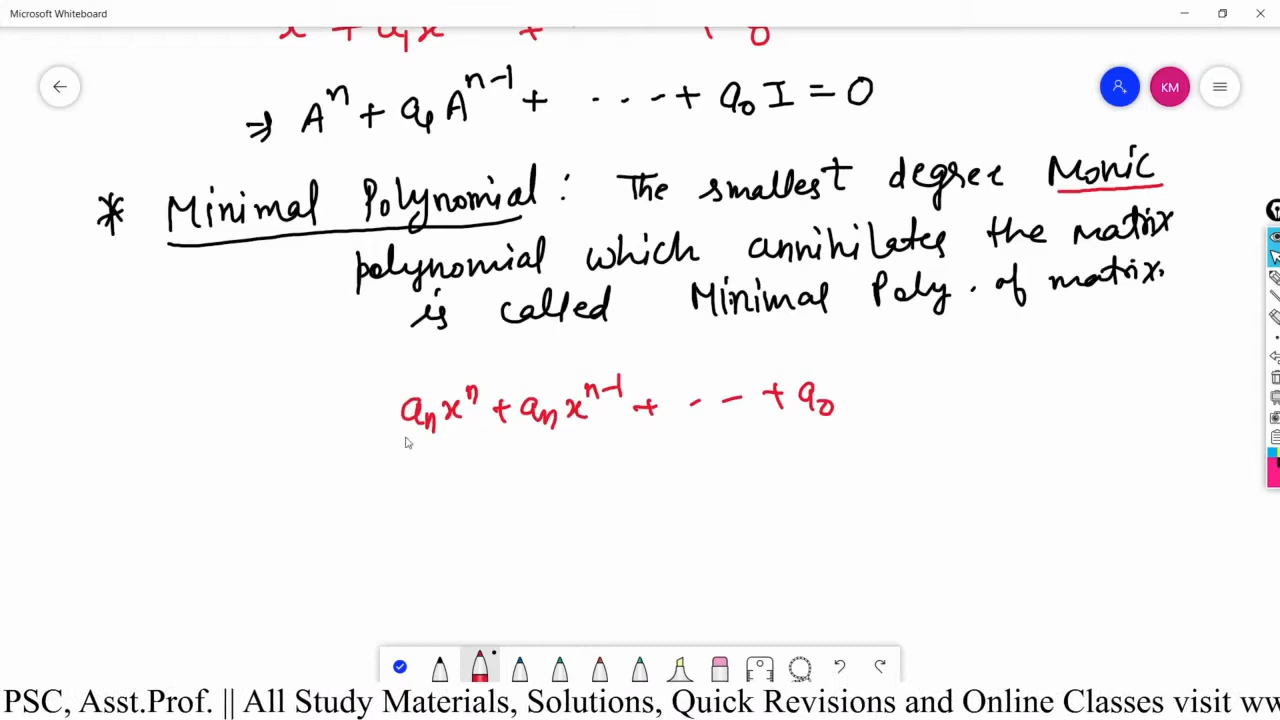 Microsoft Whiteboard
⇒ Aⁿ + a₁ Aⁿ⁻¹ + ...- + a₀ I = 0
KM
* Minimal Polynomial : The smallest degree Monic
polynomial which annihilates the matrix
is called Minimal Poly. of matrix.
aₙxⁿ + aₙxⁿ⁻¹ + - - + a₀
PSC, Asst.Prof. || All Study Materials, Solutions, Quick Revisions and Online Classes visit ww